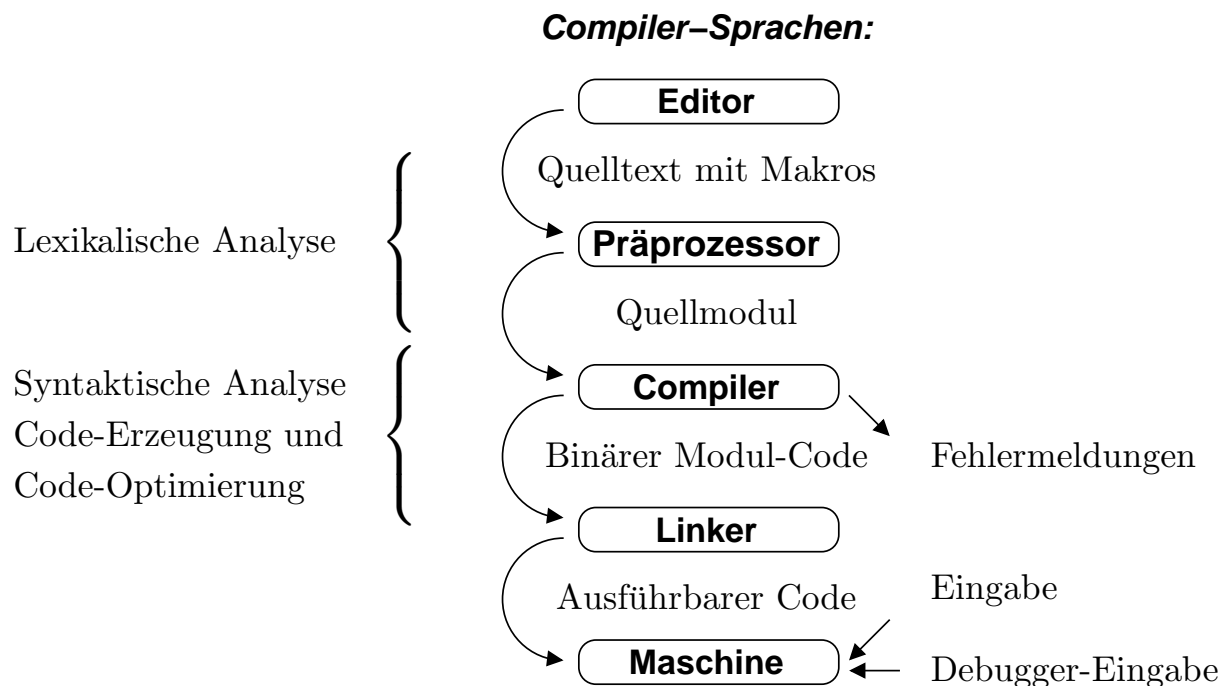 Compiler–Sprachen:
Editor
Quelltext mit Makros
Lexikalische Analyse
Präprozessor
Quellmodul
Syntaktische Analyse
Code-Erzeugung und
Code-Optimierung
Compiler
Binärer Modul-Code
Fehlermeldungen
Linker
Ausführbarer Code
Eingabe
Maschine
Debugger-Eingabe